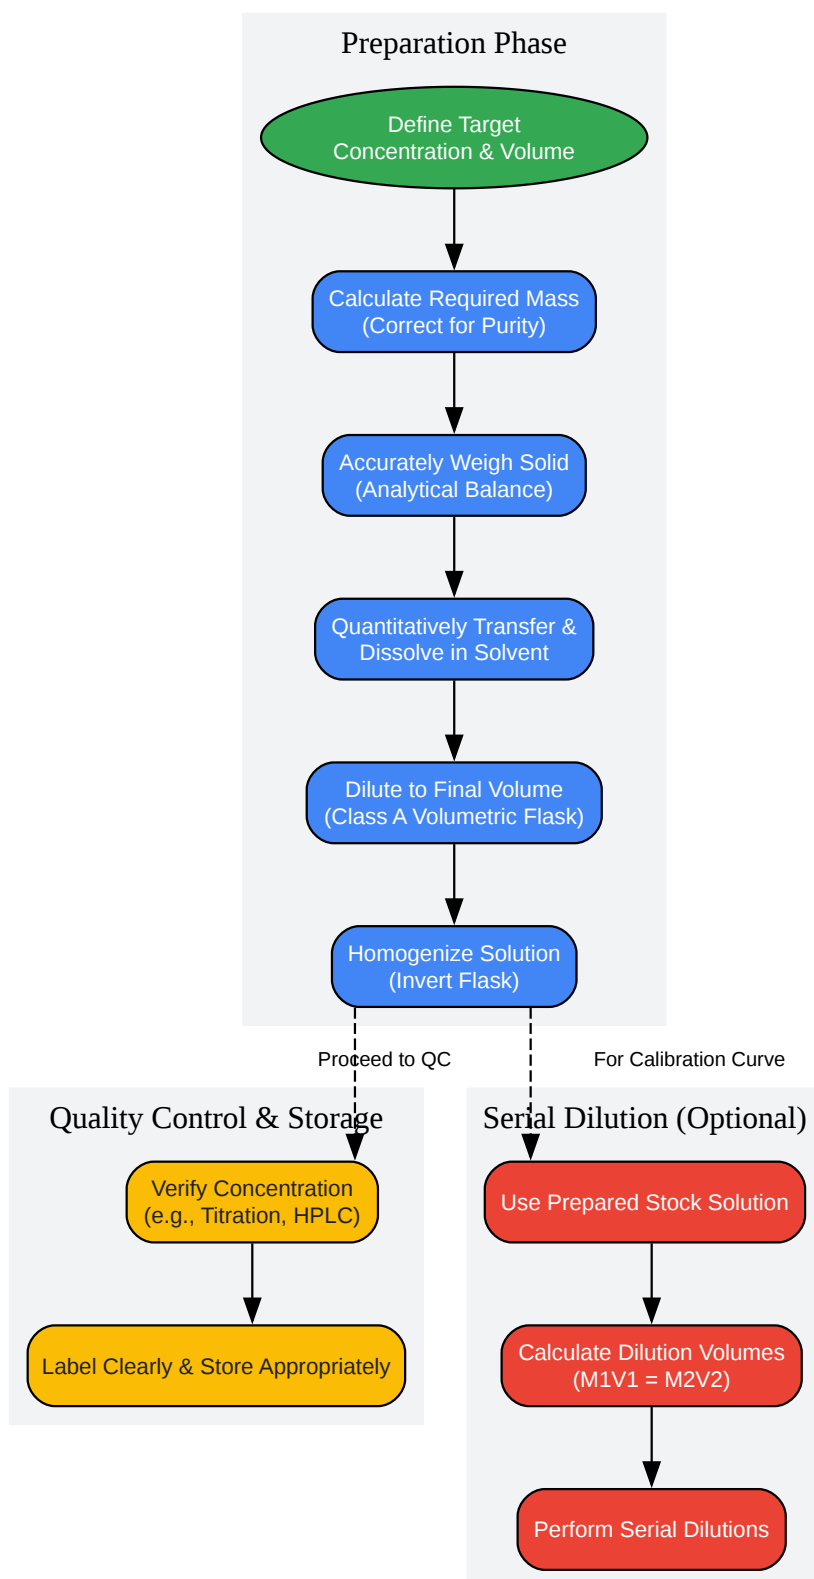 Preparation Phase
Define Target
Concentration & Volume
Calculate Required Mass
(Correct for Purity)
Accurately Weigh Solid
(Analytical Balance)
Quantitatively Transfer &
Dissolve in Solvent
Dilute to Final Volume
(Class A Volumetric Flask)
Homogenize Solution
(Invert Flask)
Proceed to QC
For Calibration Curve
Quality Control & Storage
Verify Concentration
(e.g., Titration, HPLC)
Label Clearly & Store Appropriately
Serial Dilution (Optional)
Use Prepared Stock Solution
Calculate Dilution Volumes
(M1V1 = M2V2)
Perform Serial Dilutions